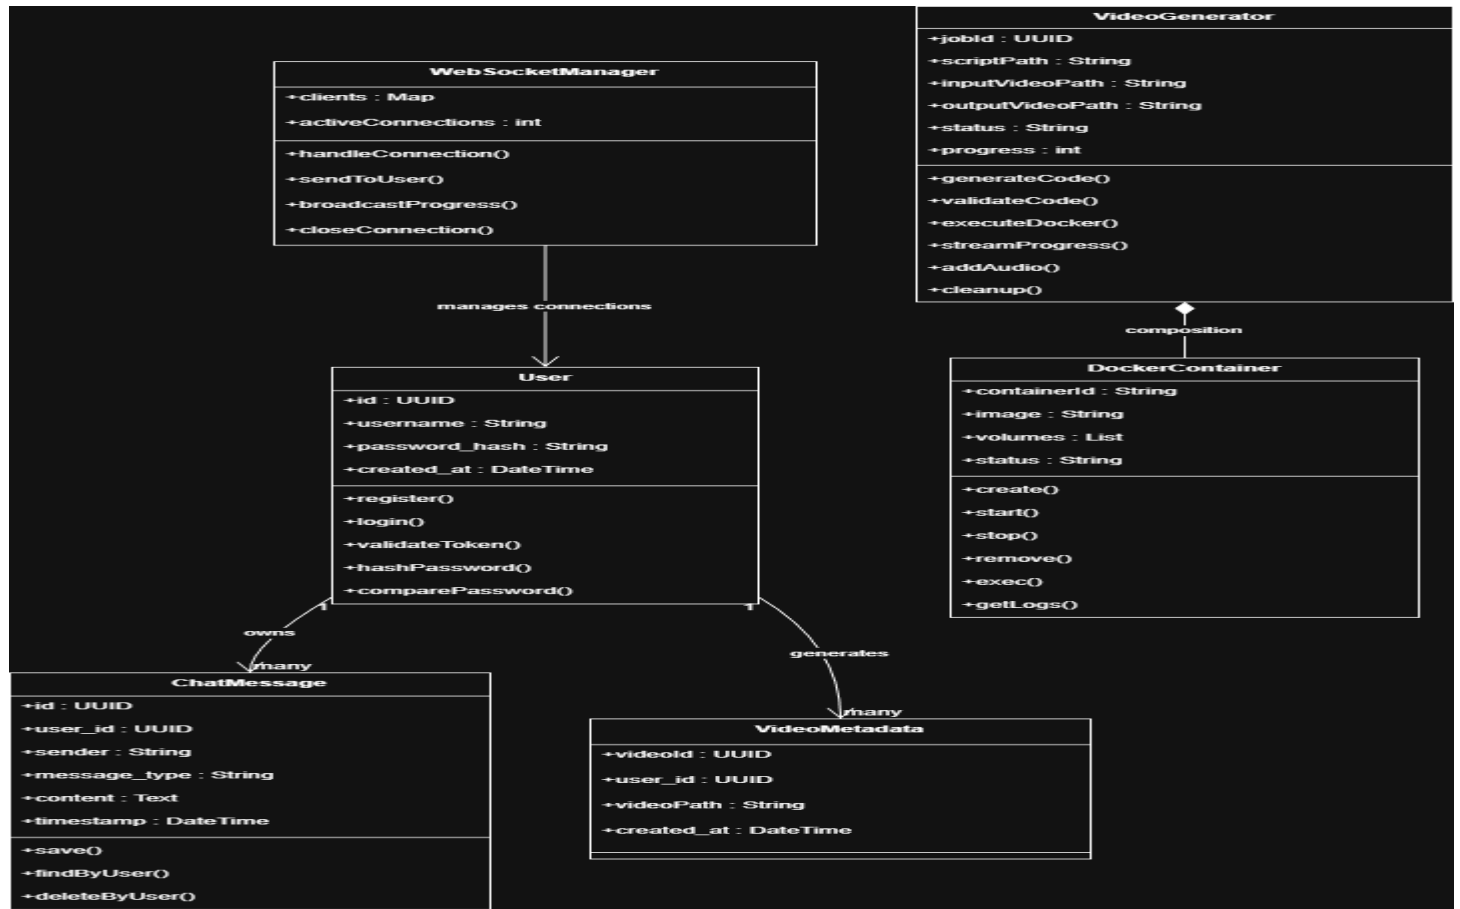 WebSocketManager
+clients : Map
+activeConnections : int
+handleConnection()
+sendToUser()
+broadcastProgress()
+closeConnection()
VideoGenerator
+jobId : UUID
+scriptPath : String
+inputVideoPath : String
+outputVideoPath : String
+status : String
+progress : int
+generateCode()
+validateCode()
+executeDocker()
+streamProgress()
+addAudio()
+cleanup()
manages connections
composition
User
+id : UUID
+username : String
+password_hash : String
+created_at : DateTime
+register()
+login()
+validateToken()
+hashPassword()
+comparePassword()
DockerContainer
+containerId : String
+image : String
+volumes : List
+status : String
+create()
+start()
+stop()
+remove()
+exec()
+getLogs()
1
1
owns
generates
many
many
ChatMessage
+id : UUID
+user_id : UUID
+sender : String
+message_type : String
+content : Text
+timestamp : DateTime
+save()
+findByUser()
+deleteByUser()
VideoMetadata
+videoId : UUID
+user_id : UUID
+videoPath : String
+created_at : DateTime